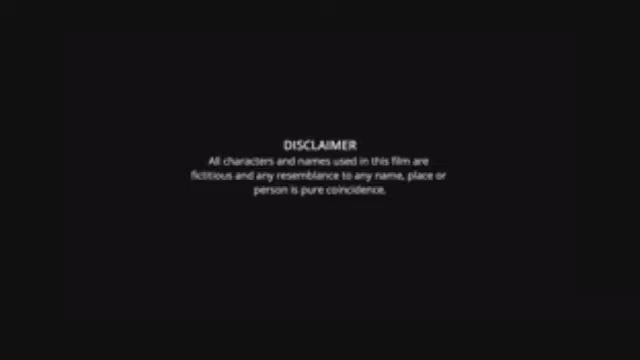 DISCLAIMER
All characters and names used in this film are
fictitious and any resemblance to any name, place or
person is pure coincidence.